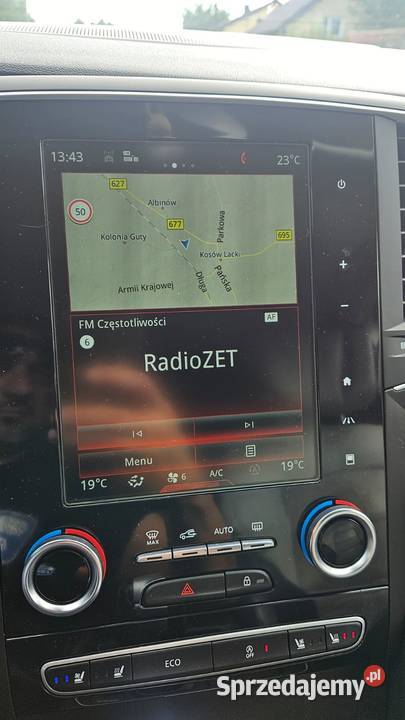 13:43 23°C
627
50
Albinów
677
Parkowa
695
Kolonia Guty
Kosów Lacki
Pańska
Długa
Armii Krajowej
FM Częstotliwości AF
6
RadioZET
Menu
19°C 6 A/C A 19°C
MAX AUTO
ECO
A
OFF
Sprzedajemy.pl